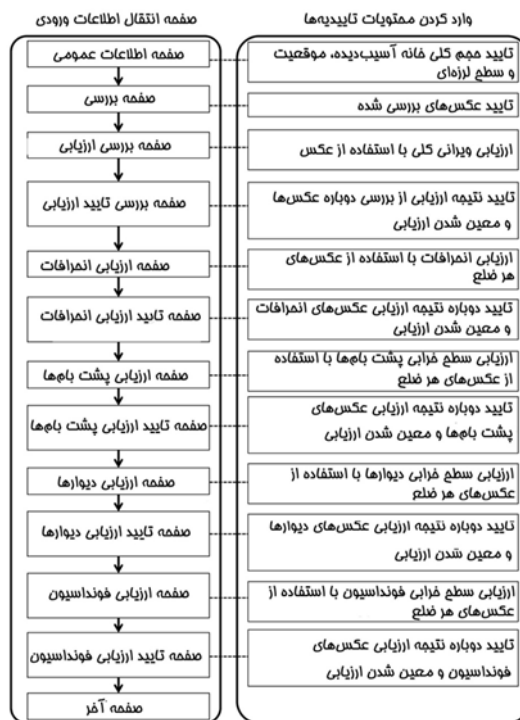 وارد کردن محتویات تاییدیه‌ها
تایید حجم کلی خانه آسیب‌دیده، موقعیت
و سطح لرزه‌ای
تایید عکس‌های بررسی شده
ارزیابی ویرانی کلی با استفاده از عکس
تایید نتیجه ارزیابی از بررسی دوباره عکس‌ها
و معین شدن ارزیابی
ارزیابی انحرافات با استفاده از عکس‌های
هر ضلع
تایید دوباره نتیجه ارزیابی عکس‌های انحرافات
و معین شدن ارزیابی
ارزیابی سطح خرابی پشت بام‌ها با استفاده
از عکس‌های هر ضلع
تایید دوباره نتیجه ارزیابی عکس‌های
پشت بام‌ها و معین شدن ارزیابی
ارزیابی سطح خرابی دیوارها با استفاده از
عکس‌های هر ضلع
تایید دوباره نتیجه ارزیابی عکس‌های دیوارها
و معین شدن ارزیابی
ارزیابی سطح خرابی فونداسیون با استفاده از
عکس‌های هر ضلع
تایید دوباره نتیجه ارزیابی عکس‌های
فونداسیون و معین شدن ارزیابی
صفحه انتقال اطلاعات ورودی
صفحه اطلاعات عمومی
صفحه بررسی
صفحه بررسی ارزیابی
صفحه بررسی تایید ارزیابی
صفحه ارزیابی انحرافات
صفحه تایید ارزیابی انحرافات
صفحه ارزیابی پشت بام‌ها
صفحه تایید ارزیابی پشت بام‌ها
صفحه ارزیابی دیوارها
صفحه تایید ارزیابی دیوارها
صفحه ارزیابی فونداسیون
صفحه تایید ارزیابی فونداسیون
صفحه آخر